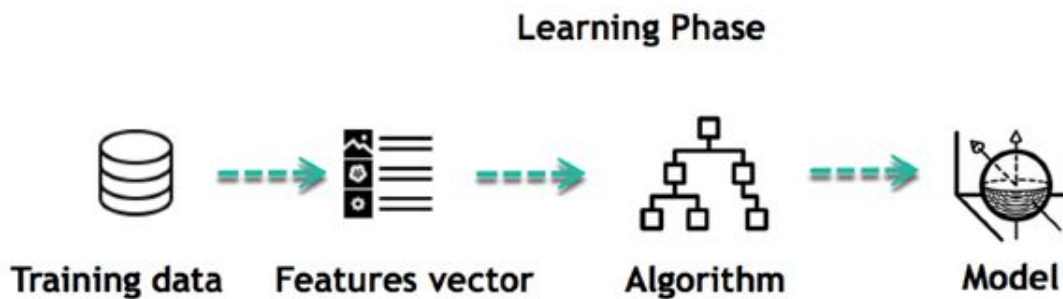 Learning Phase
Training data
Features vector
Algorithm
Model